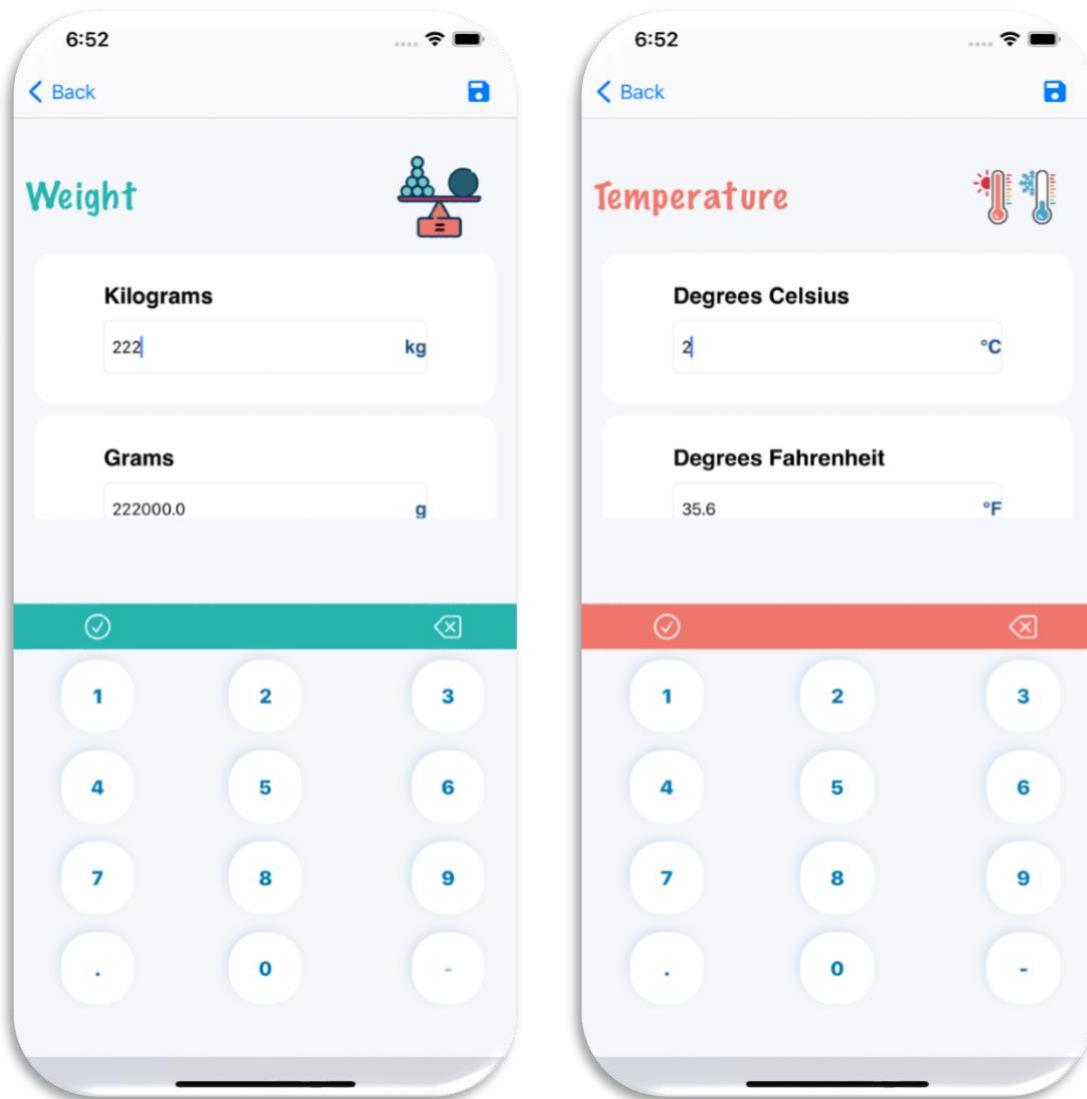 6:52
Back
Weight
=
Kilograms
222 kg
Grams
222000.0 g
1 2 3
4 5 6
7 8 9
. 0 -
6:52
Back
Temperature
Degrees Celsius
2 °C
Degrees Fahrenheit
35.6 °F
1 2 3
4 5 6
7 8 9
. 0 -